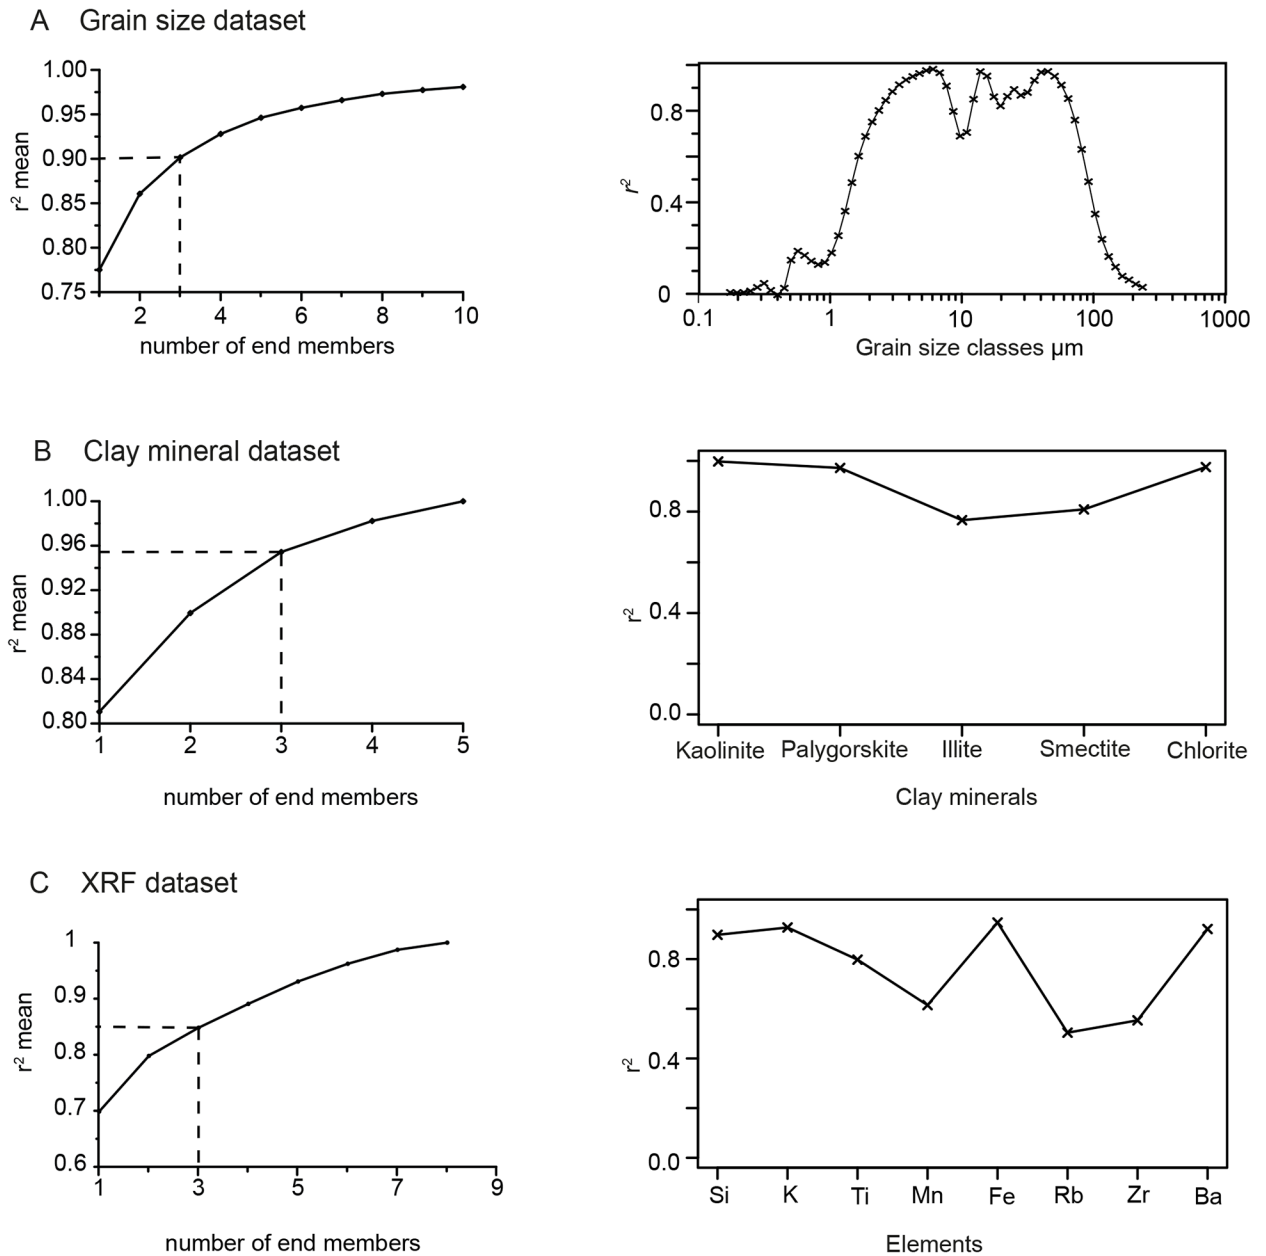 A Grain size dataset
1.00
0.95
0.90
0.85
0.80
0.75
r² mean
2 4 6 8 10
number of end members
0.8
0.4
0
r²
0.1 1 10 100 1000
Grain size classes µm
B Clay mineral dataset
1.00
0.96
0.92
0.88
0.84
0.80
r² mean
1 2 3 4 5
number of end members
0.8
0.4
0.0
r²
Kaolinite Palygorskite Illite Smectite Chlorite
Clay minerals
C XRF dataset
1
0.9
0.8
0.7
0.6
r² mean
1 3 5 7 9
number of end members
0.8
0.4
0.0
r²
Si K Ti Mn Fe Rb Zr Ba
Elements